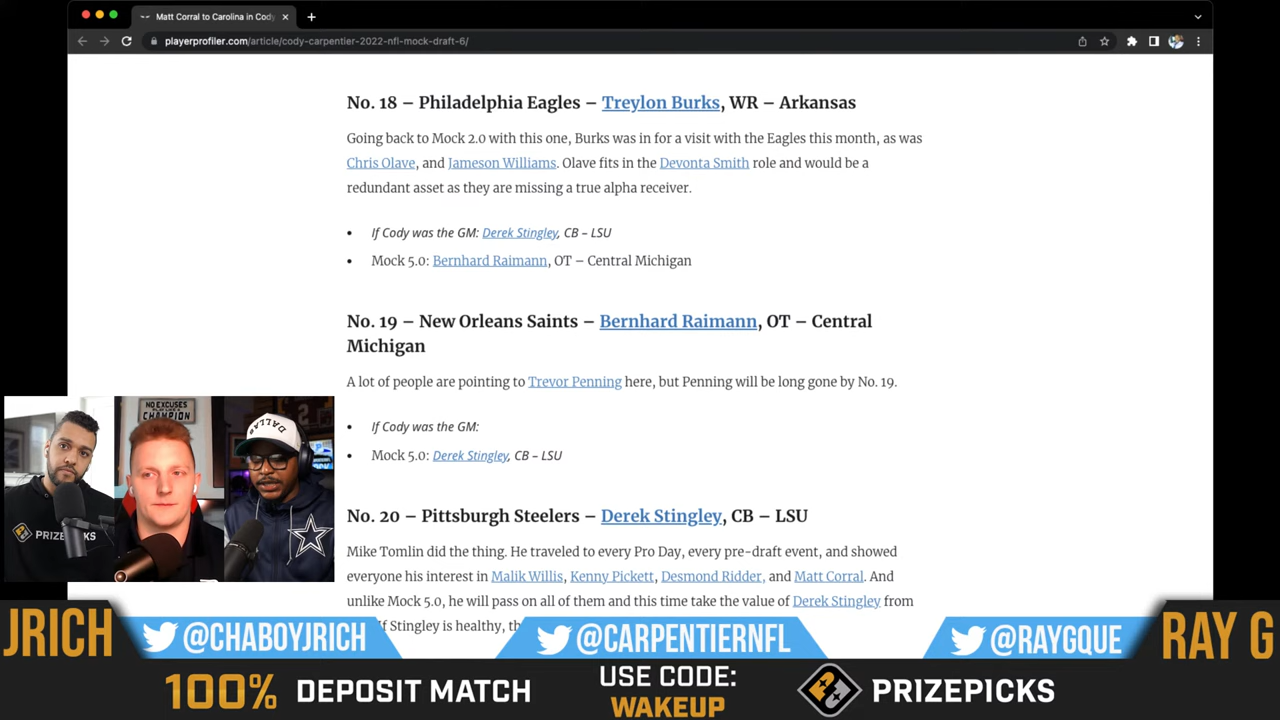 Matt Corral to Carolina in Cody
playerprofiler.com/article/cody-carpentier-2022-nfl-mock-draft-6/
No. 18 – Philadelphia Eagles – Treylon Burks, WR – Arkansas
Going back to Mock 2.0 with this one, Burks was in for a visit with the Eagles this month, as was
Chris Olave, and Jameson Williams. Olave fits in the Devonta Smith role and would be a
redundant asset as they are missing a true alpha receiver.
• If Cody was the GM: Derek Stingley, CB – LSU
• Mock 5.0: Bernhard Raimann, OT – Central Michigan
No. 19 – New Orleans Saints – Bernhard Raimann, OT – Central
Michigan
A lot of people are pointing to Trevor Penning here, but Penning will be long gone by No. 19.
• If Cody was the GM:
• Mock 5.0: Derek Stingley, CB – LSU
No. 20 – Pittsburgh Steelers – Derek Stingley, CB – LSU
Mike Tomlin did the thing. He traveled to every Pro Day, every pre-draft event, and showed
everyone his interest in Malik Willis, Kenny Pickett, Desmond Ridder, and Matt Corral. And
unlike Mock 5.0, he will pass on all of them and this time take the value of Derek Stingley from
f Stingley is healthy, th
NO EXCUSES
PLAY LIKE A
CHAMPION
DALLAS
PRIZEPICKS
JRICH
@CHABOYJRICH
@CARPENTIERNFL
@RAYGQUE
RAY G
100% DEPOSIT MATCH
USE CODE:
WAKEUP
PRIZEPICKS